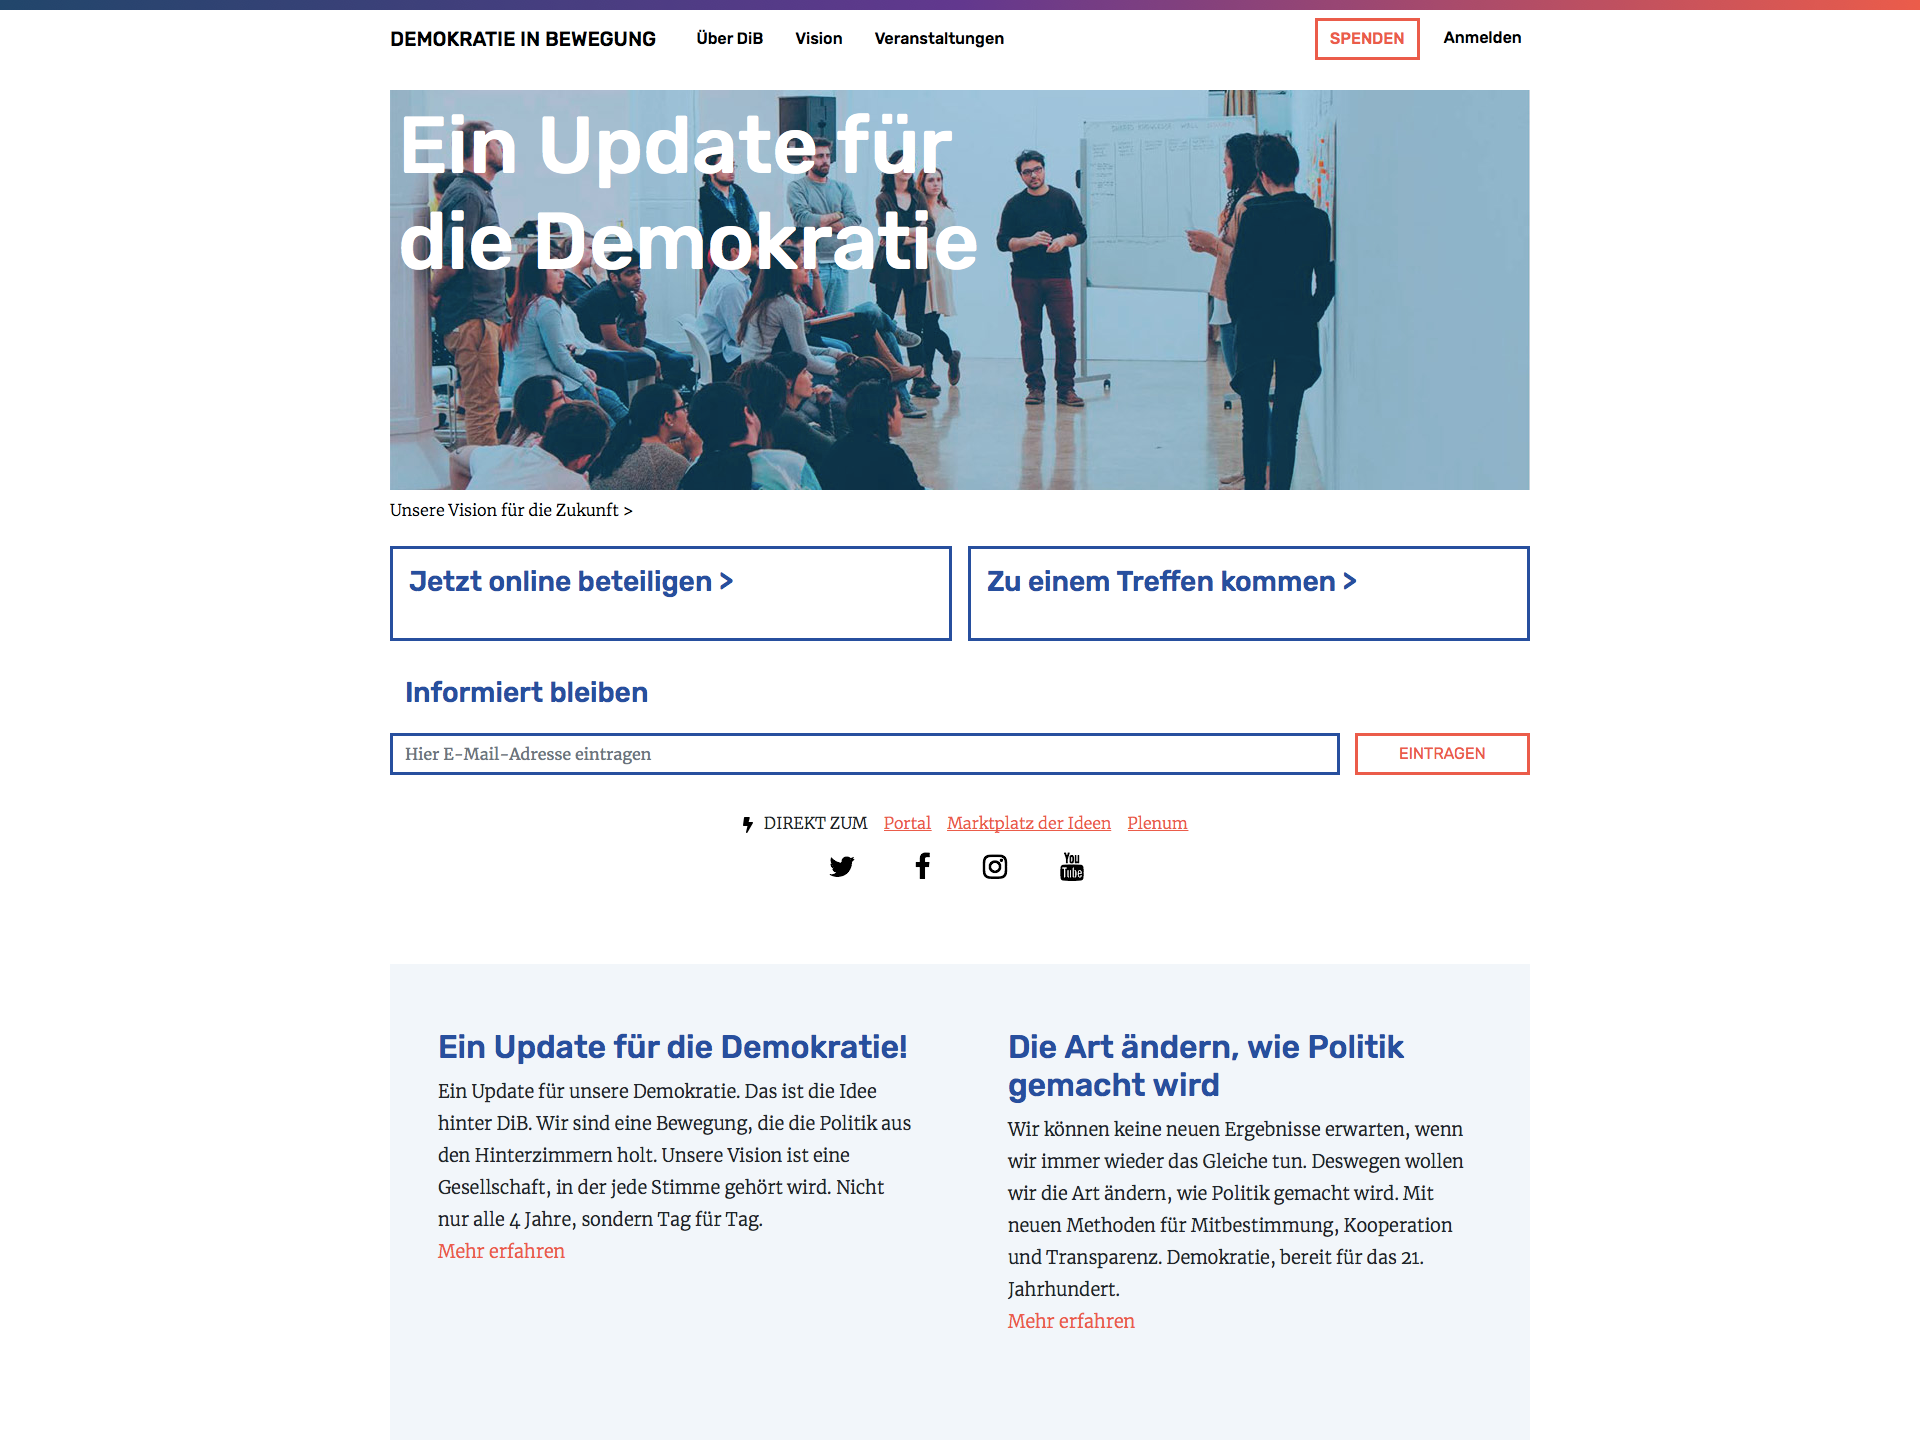 DEMOKRATIE IN BEWEGUNG Über DiB Vision Veranstaltungen SPENDEN Anmelden
Ein Update für
die Demokratie
Unsere Vision für die Zukunft >
Jetzt online beteiligen >
Zu einem Treffen kommen >
Informiert bleiben
Hier E-Mail-Adresse eintragen
EINTRAGEN
DIREKT ZUM Portal Marktplatz der Ideen Plenum
You
Tube
Ein Update für die Demokratie!
Ein Update für unsere Demokratie. Das ist die Idee
hinter DiB. Wir sind eine Bewegung, die die Politik aus
den Hinterzimmern holt. Unsere Vision ist eine
Gesellschaft, in der jede Stimme gehört wird. Nicht
nur alle 4 Jahre, sondern Tag für Tag.
Mehr erfahren
Die Art ändern, wie Politik
gemacht wird
Wir können keine neuen Ergebnisse erwarten, wenn
wir immer wieder das Gleiche tun. Deswegen wollen
wir die Art ändern, wie Politik gemacht wird. Mit
neuen Methoden für Mitbestimmung, Kooperation
und Transparenz. Demokratie, bereit für das 21.
Jahrhundert.
Mehr erfahren